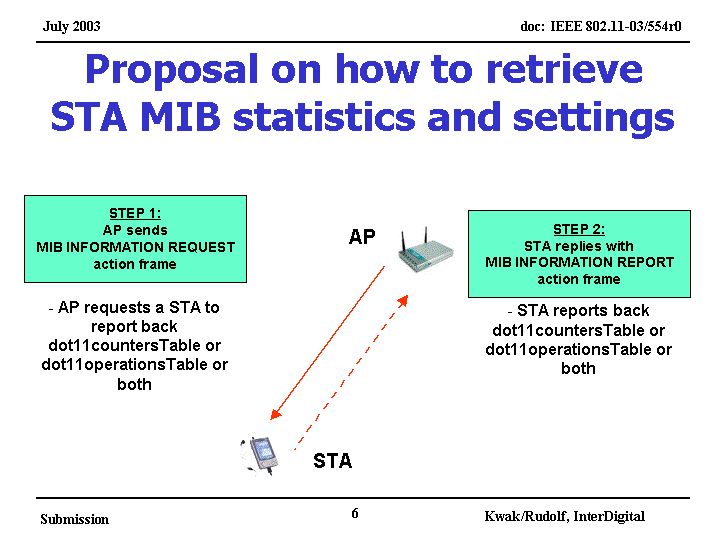 July 2003
doc: IEEE 802.11-03/554r0
Proposal on how to retrieve
STA MIB statistics and settings
STEP 1:
AP sends
MIB INFORMATION REQUEST
action frame
- AP requests a STA to
report back
dot11countersTable or
dot11operationsTable or
both
AP
STEP 2:
STA replies with
MIB INFORMATION REPORT
action frame
- STA reports back
dot11countersTable or
dot11operationsTable or
both
STA
Submission
6
Kwak/Rudolf, InterDigital